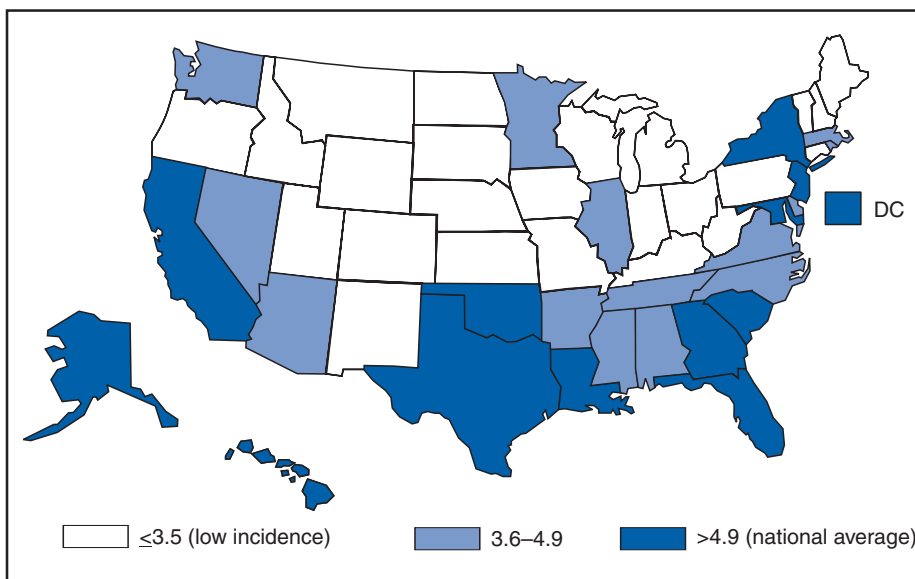 DC
≤3.5 (low incidence)
3.6–4.9
>4.9 (national average)